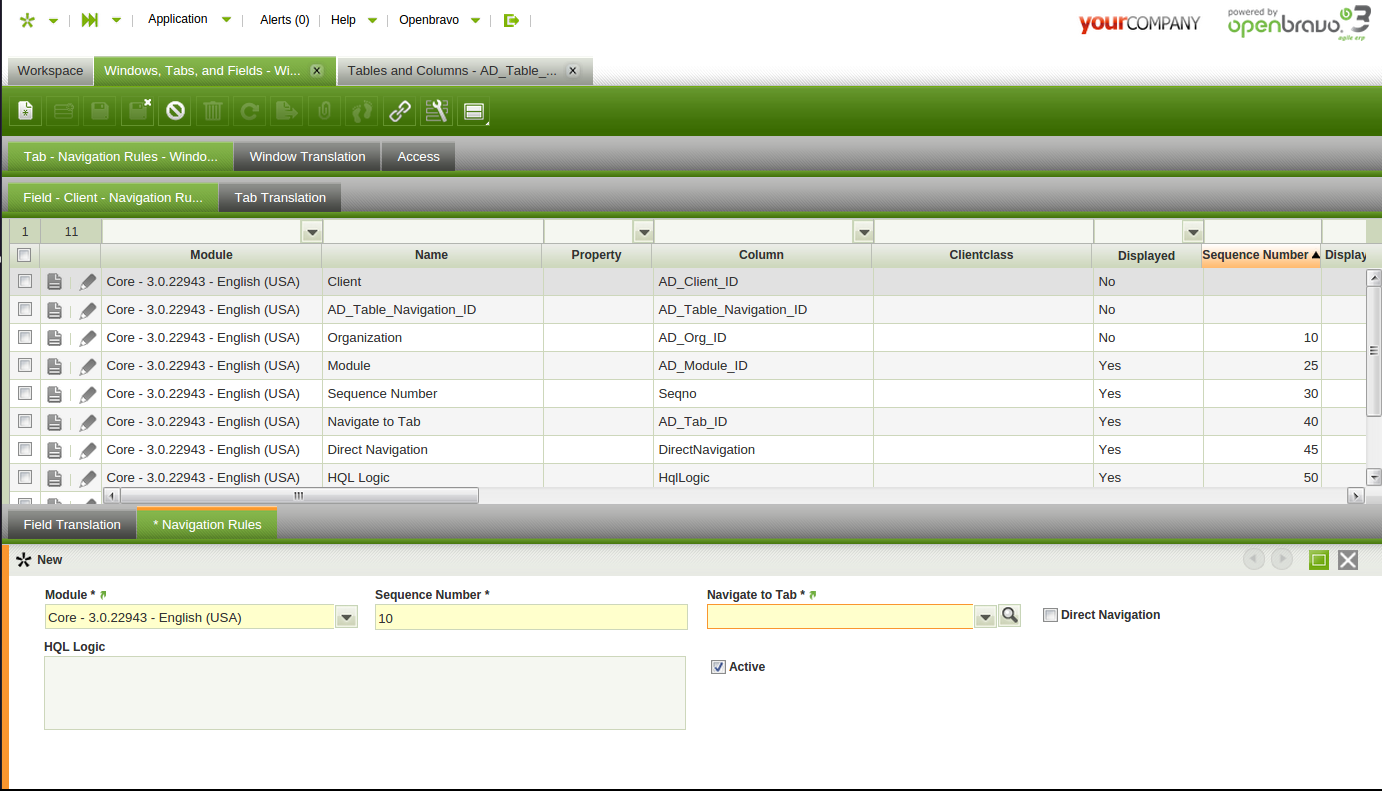 Application Alerts (0) Help Openbravo
yourCOMPANY
powered by
openbravo. 3
agile erp
Workspace Windows, Tabs, and Fields - Wi... Tables and Columns - AD_Table_...
Tab - Navigation Rules - Windo... Window Translation Access
Field - Client - Navigation Ru... Tab Translation
1 11
Module Name Property Column Clientclass Displayed Sequence Number Display
Core - 3.0.22943 - English (USA) Client AD_Client_ID No
Core - 3.0.22943 - English (USA) AD_Table_Navigation_ID AD_Table_Navigation_ID No
Core - 3.0.22943 - English (USA) Organization AD_Org_ID No 10
Core - 3.0.22943 - English (USA) Module AD_Module_ID Yes 25
Core - 3.0.22943 - English (USA) Sequence Number Seqno Yes 30
Core - 3.0.22943 - English (USA) Navigate to Tab AD_Tab_ID Yes 40
Core - 3.0.22943 - English (USA) Direct Navigation DirectNavigation Yes 45
Core - 3.0.22943 - English (USA) HQL Logic HqlLogic Yes 50
Field Translation * Navigation Rules
New
Module * Sequence Number * Navigate to Tab *
Core - 3.0.22943 - English (USA) 10 Direct Navigation
HQL Logic
Active